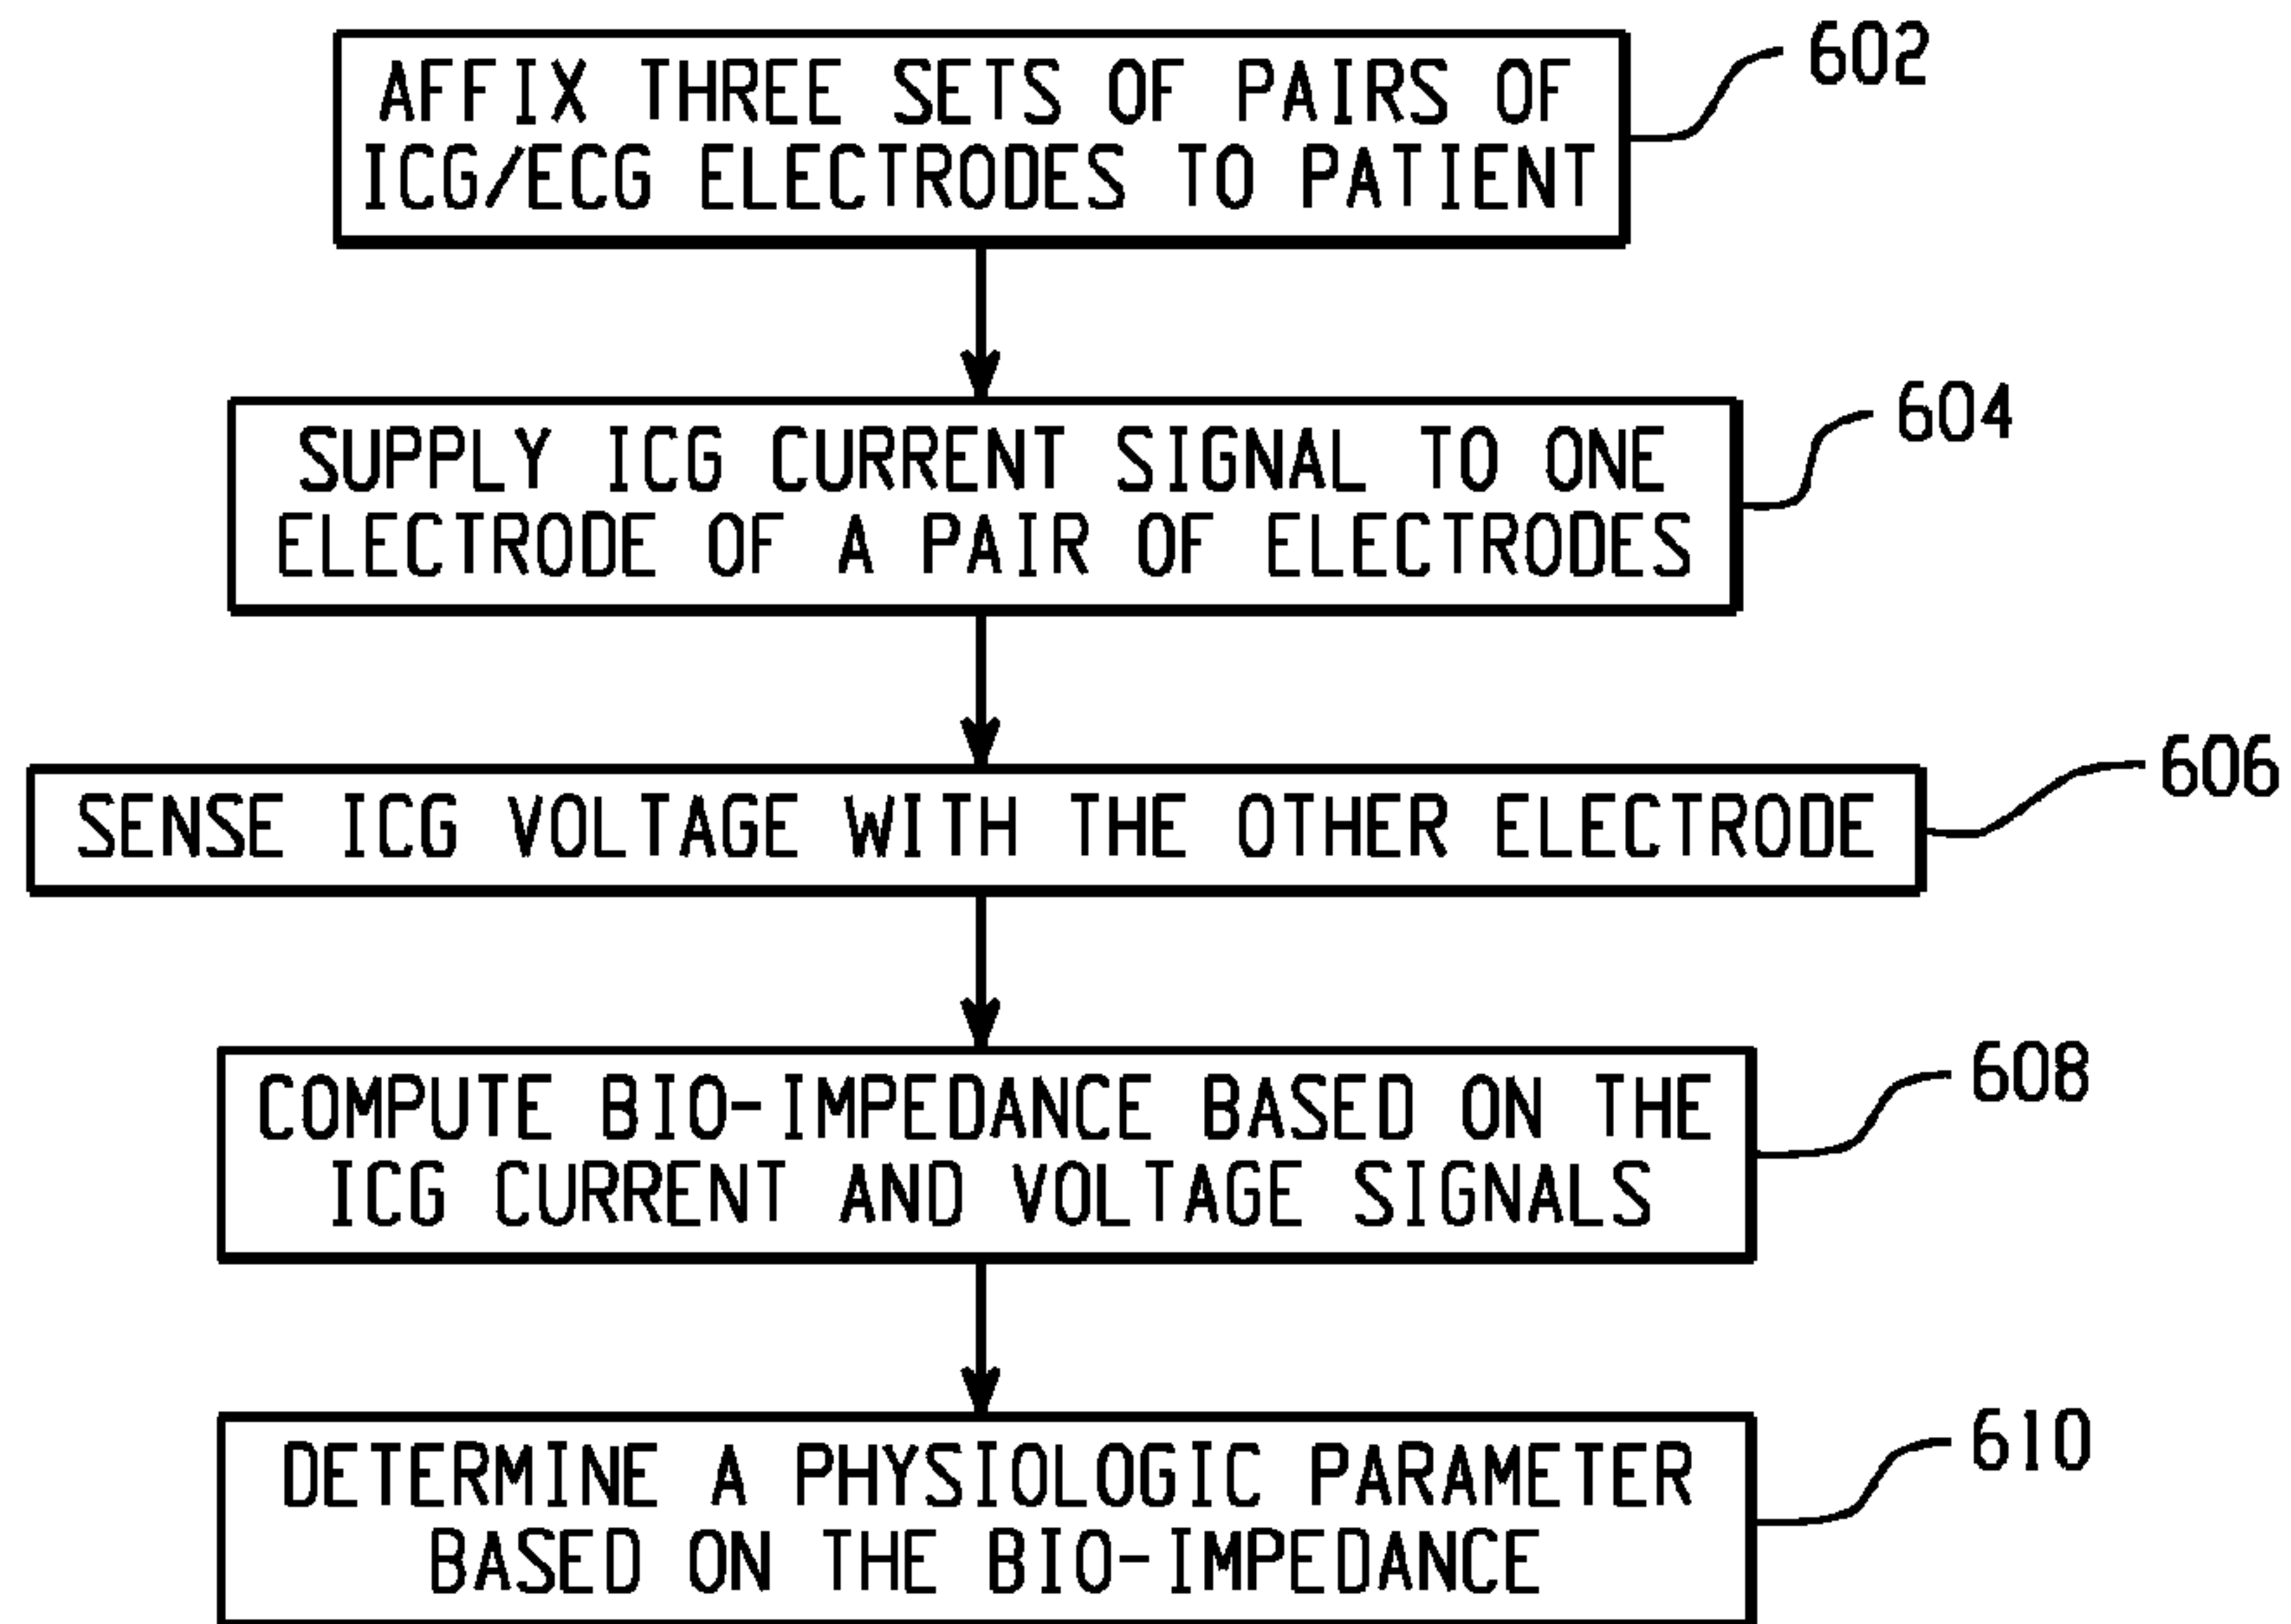 AFFIX THREE SETS OF PAIRS OF
ICG/ECG ELECTRODES TO PATIENT
602
SUPPLY ICG CURRENT SIGNAL TO ONE
ELECTRODE OF A PAIR OF ELECTRODES
604
SENSE ICG VOLTAGE WITH THE OTHER ELECTRODE
606
COMPUTE BIO-IMPEDANCE BASED ON THE
ICG CURRENT AND VOLTAGE SIGNALS
608
DETERMINE A PHYSIOLOGIC PARAMETER
BASED ON THE BIO-IMPEDANCE
610